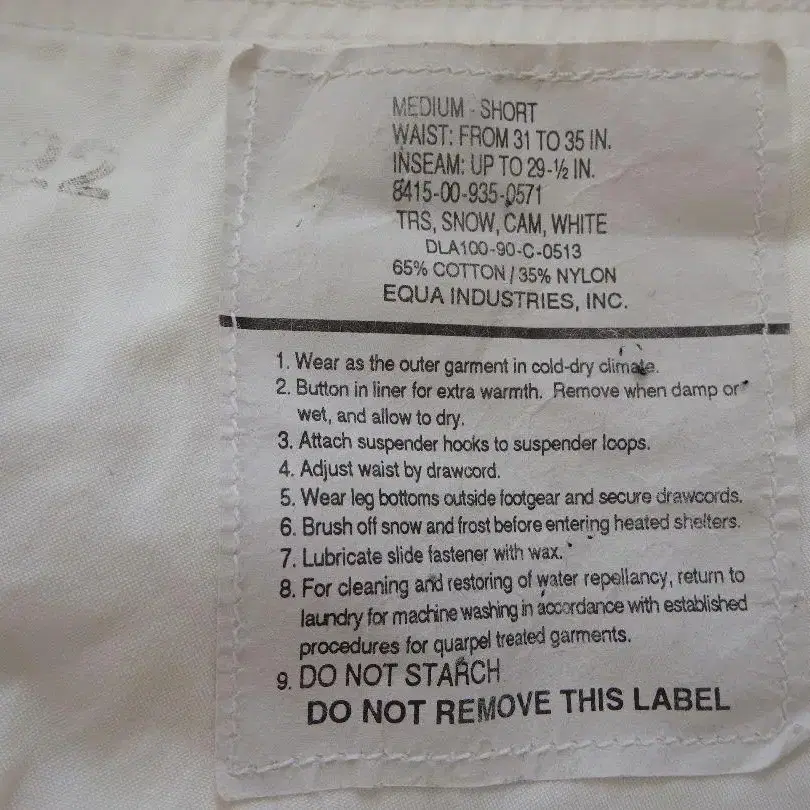 22
MEDIUM - SHORT
WAIST: FROM 31 TO 35 IN.
INSEAM: UP TO 29-½ IN.
8415-00-935-0571
TRS, SNOW, CAM, WHITE
DLA100-90-C-0513
65% COTTON / 35% NYLON
EQUA INDUSTRIES, INC.
1. Wear as the outer garment in cold-dry climate.
2. Button in liner for extra warmth. Remove when damp or
wet, and allow to dry.
3. Attach suspender hooks to suspender loops.
4. Adjust waist by drawcord.
5. Wear leg bottoms outside footgear and secure drawcords.
6. Brush off snow and frost before entering heated shelters.
7. Lubricate slide fastener with wax.
8. For cleaning and restoring of water repellancy, return to
laundry for machine washing in accordance with established
procedures for quarpel treated garments.
9. DO NOT STARCH
DO NOT REMOVE THIS LABEL